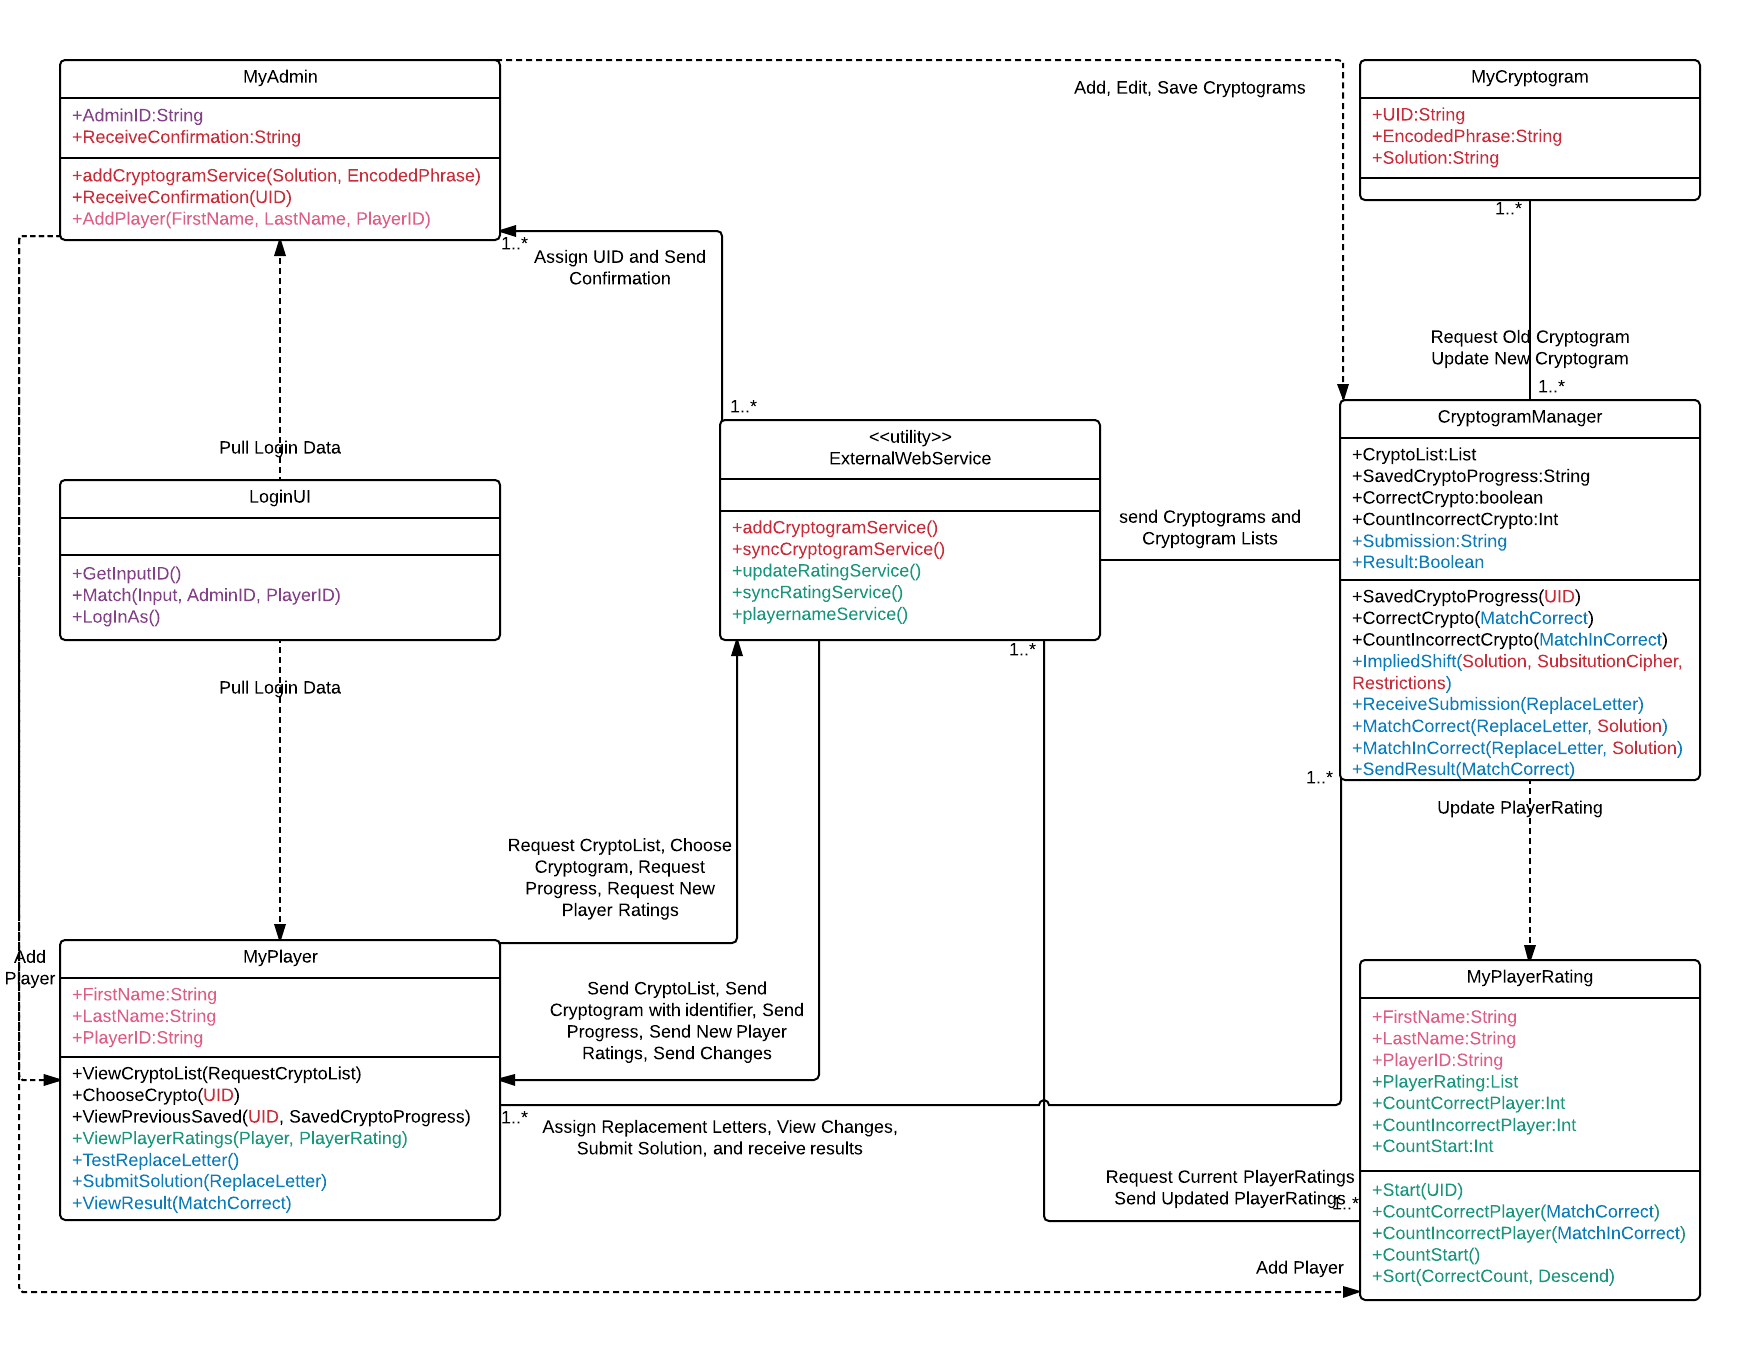 MyAdmin
+AdminID:String
+ReceiveConfirmation:String
+addCryptogramService(Solution, EncodedPhrase)
+ReceiveConfirmation(UID)
+AddPlayer(FirstName, LastName, PlayerID)
Add, Edit, Save Cryptograms
MyCryptogram
+UID:String
+EncodedPhrase:String
+Solution:String
1..*
1..*
Assign UID and Send
Confirmation
Request Old Cryptogram
Update New Cryptogram
1..*
1..*
Pull Login Data
LoginUI
+GetInputID()
+Match(Input, AdminID, PlayerID)
+LogInAs()
Pull Login Data
<<utility>>
ExternalWebService
+addCryptogramService()
+syncCryptogramService()
+updateRatingService()
+syncRatingService()
+playernameService()
1..*
send Cryptograms and
Cryptogram Lists
CryptogramManager
+CryptoList:List
+SavedCryptoProgress:String
+CorrectCrypto:boolean
+CountIncorrectCrypto:Int
+Submission:String
+Result:Boolean
+SavedCryptoProgress(UID)
+CorrectCrypto(MatchCorrect)
+CountIncorrectCrypto(MatchInCorrect)
+ImpliedShift(Solution, SubsitutionCipher,
Restrictions)
+ReceiveSubmission(ReplaceLetter)
+MatchCorrect(ReplaceLetter, Solution)
+MatchInCorrect(ReplaceLetter, Solution)
+SendResult(MatchCorrect)
1..*
Update PlayerRating
Request CryptoList, Choose
Cryptogram, Request
Progress, Request New
Player Ratings
Add
Player
MyPlayer
+FirstName:String
+LastName:String
+PlayerID:String
+ViewCryptoList(RequestCryptoList)
+ChooseCrypto(UID)
+ViewPreviousSaved(UID, SavedCryptoProgress)
+ViewPlayerRatings(Player, PlayerRating)
+TestReplaceLetter()
+SubmitSolution(ReplaceLetter)
+ViewResult(MatchCorrect)
Send CryptoList, Send
Cryptogram with identifier, Send
Progress, Send New Player
Ratings, Send Changes
1..*
Assign Replacement Letters, View Changes,
Submit Solution, and receive results
Request Current PlayerRatings
Send Updated PlayerRatings
1..*
Add Player
MyPlayerRating
+FirstName:String
+LastName:String
+PlayerID:String
+PlayerRating:List
+CountCorrectPlayer:Int
+CountIncorrectPlayer:Int
+CountStart:Int
+Start(UID)
+CountCorrectPlayer(MatchCorrect)
+CountIncorrectPlayer(MatchInCorrect)
+CountStart()
+Sort(CorrectCount, Descend)